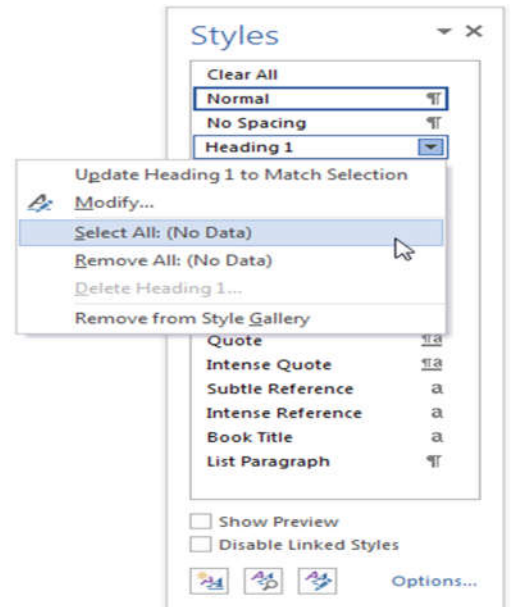 Styles
Clear All
Normal ¶
No Spacing ¶
Heading 1
Update Heading 1 to Match Selection
Modify...
Select All: (No Data)
Remove All: (No Data)
Delete Heading 1...
Remove from Style Gallery
Quote ¶a
Intense Quote ¶a
Subtle Reference a
Intense Reference a
Book Title a
List Paragraph ¶
Show Preview
Disable Linked Styles
Options...